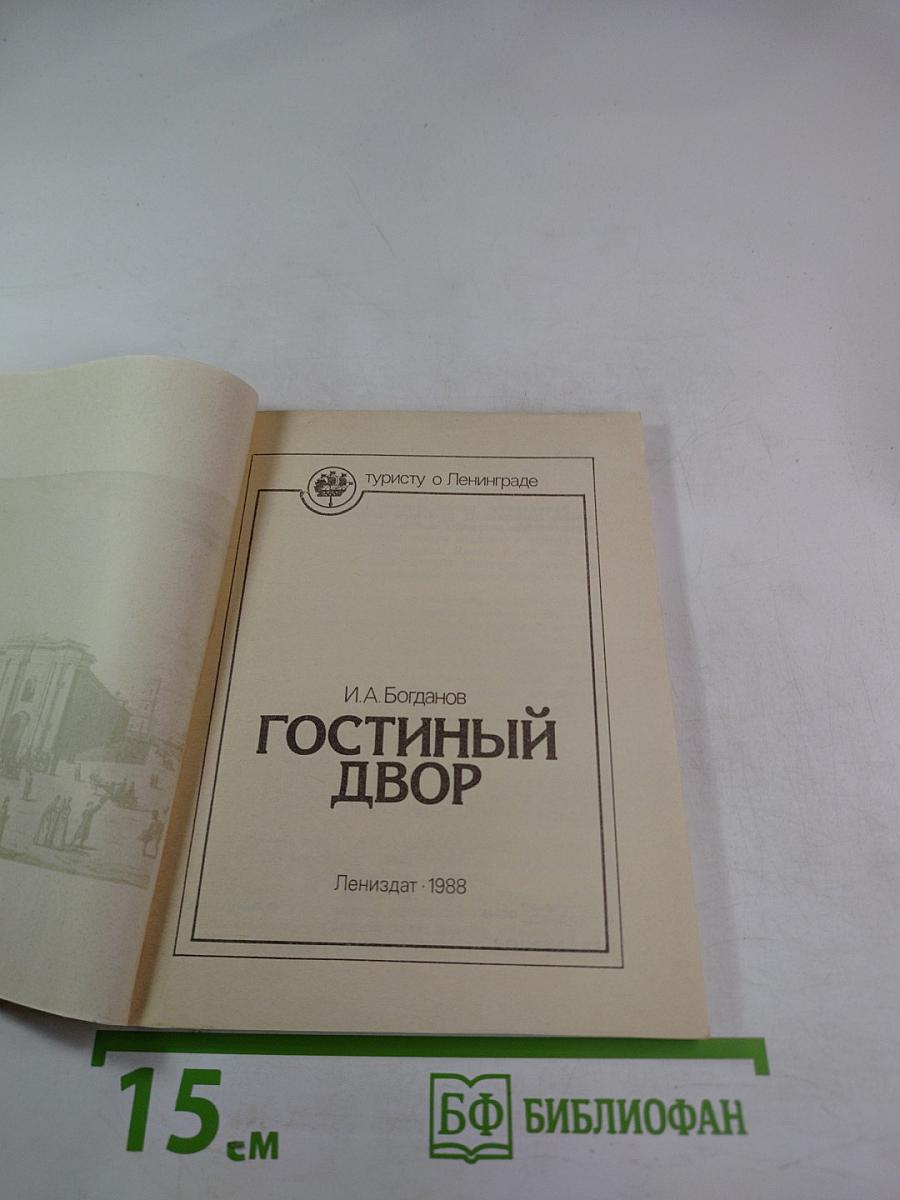 туристу о Ленинграде
И.А. Богданов
ГОСТИНЫЙ
ДВОР
Лениздат · 1988
15 см
БФ БИБЛИОФАН